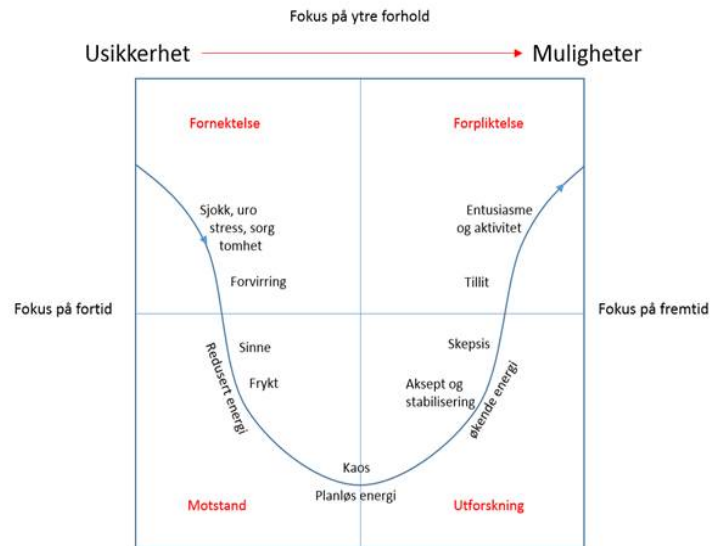 Fokus på ytre forhold
Usikkerhet
Muligheter
Fornektelse
Forpliktelse
Sjokk, uro
stress, sorg
tomhet
Entusiasme
og aktivitet
Forvirring
Tillit
Fokus på fortid
Fokus på fremtid
Sinne
Skepsis
Redusert energi
Frykt
Aksept og
stabilisering
økende energi
Kaos
Planløs energi
Motstand
Utforskning